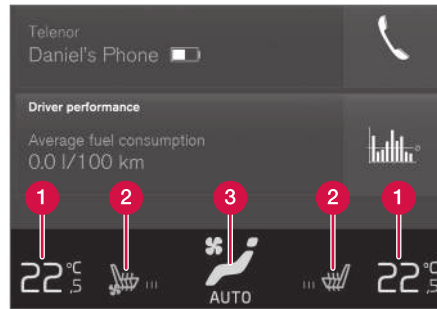 Telenor
Daniel's Phone
Driver performance
Average fuel consumption
0.0 l/100 km
1 2 3 2 1
22 °C ,5 AUTO 22 °C ,5